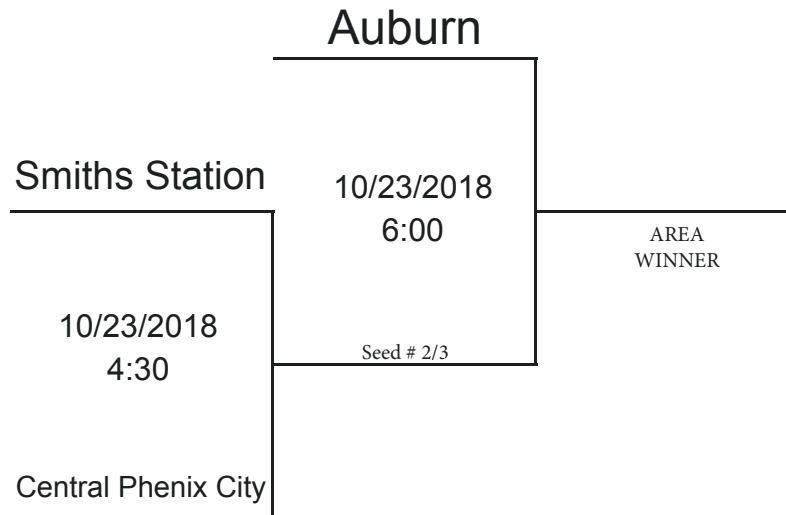 Auburn
Smiths Station
10/23/2018
6:00
AREA
WINNER
10/23/2018
4:30
Seed # 2/3
Central Phenix City